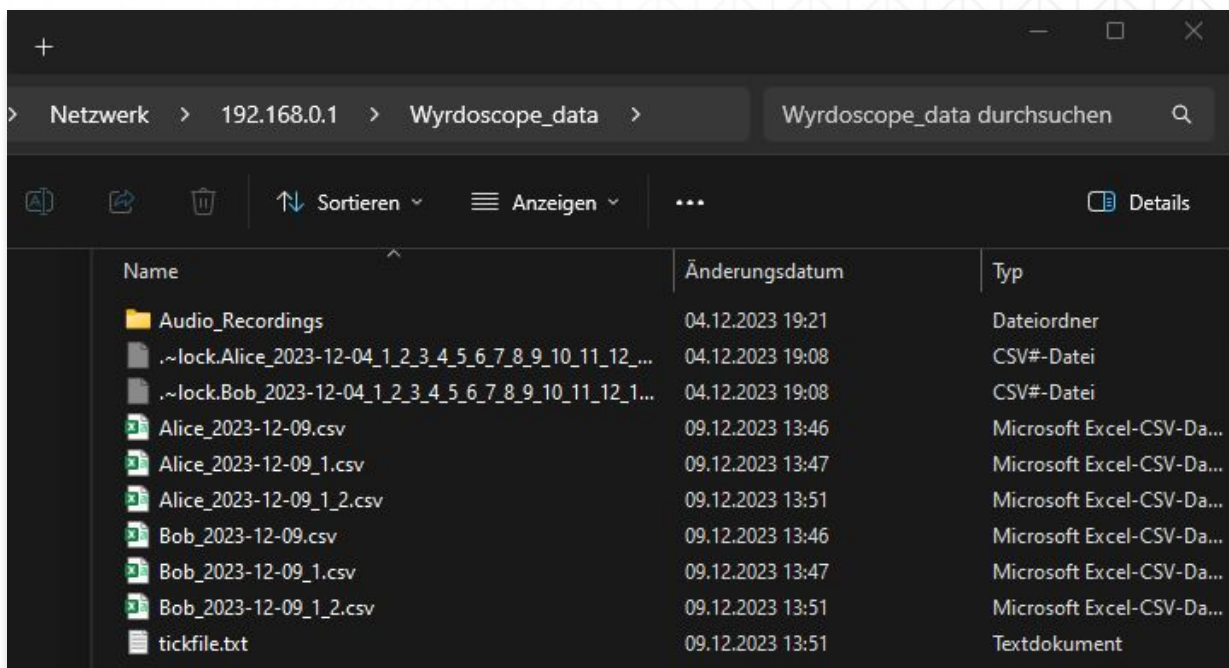 Netzwerk > 192.168.0.1 > Wyrdoscope_data > Wyrdoscope_data durchsuchen
Sortieren Anzeigen ... Details
Name Änderungsdatum Typ
Audio_Recordings 04.12.2023 19:21 Dateiordner
.~lock.Alice_2023-12-04_1_2_3_4_5_6_7_8_9_10_11_12_... 04.12.2023 19:08 CSV#-Datei
.~lock.Bob_2023-12-04_1_2_3_4_5_6_7_8_9_10_11_12_1... 04.12.2023 19:08 CSV#-Datei
Alice_2023-12-09.csv 09.12.2023 13:46 Microsoft Excel-CSV-Da...
Alice_2023-12-09_1.csv 09.12.2023 13:47 Microsoft Excel-CSV-Da...
Alice_2023-12-09_1_2.csv 09.12.2023 13:51 Microsoft Excel-CSV-Da...
Bob_2023-12-09.csv 09.12.2023 13:46 Microsoft Excel-CSV-Da...
Bob_2023-12-09_1.csv 09.12.2023 13:47 Microsoft Excel-CSV-Da...
Bob_2023-12-09_1_2.csv 09.12.2023 13:51 Microsoft Excel-CSV-Da...
tickfile.txt 09.12.2023 13:51 Textdokument